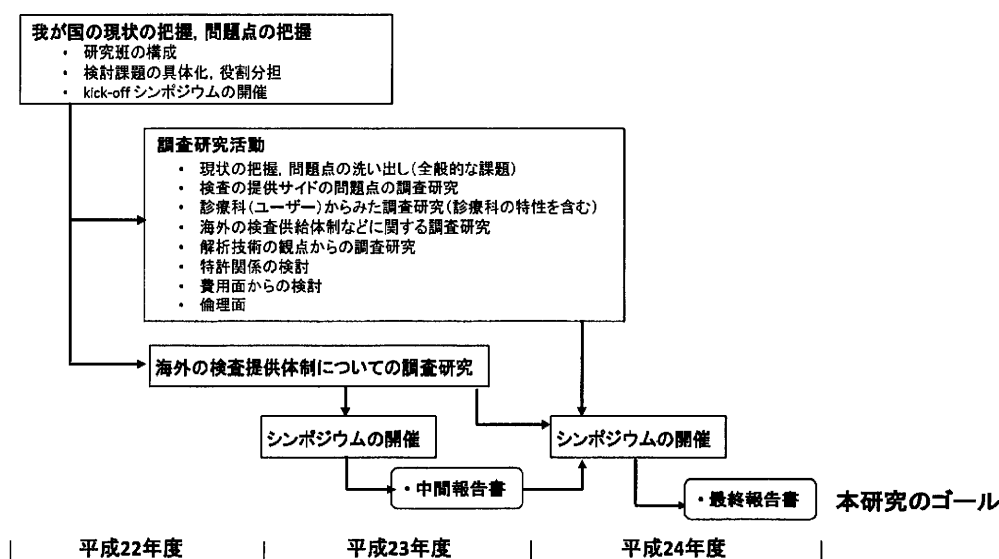 我が国の現状の把握, 問題点の把握
・ 研究班の構成
・ 検討課題の具体化, 役割分担
・ kick-off シンポジウムの開催
調査研究活動
・ 現状の把握, 問題点の洗い出し(全般的な課題)
・ 検査の提供サイドの問題点の調査研究
・ 診療科(ユーザー)からみた調査研究(診療科の特性を含む)
・ 海外の検査供給体制などに関する調査研究
・ 解析技術の観点からの調査研究
・ 特許関係の検討
・ 費用面からの検討
・ 倫理面
海外の検査提供体制についての調査研究
シンポジウムの開催
シンポジウムの開催
・中間報告書
・最終報告書
本研究のゴール
平成22年度
平成23年度
平成24年度